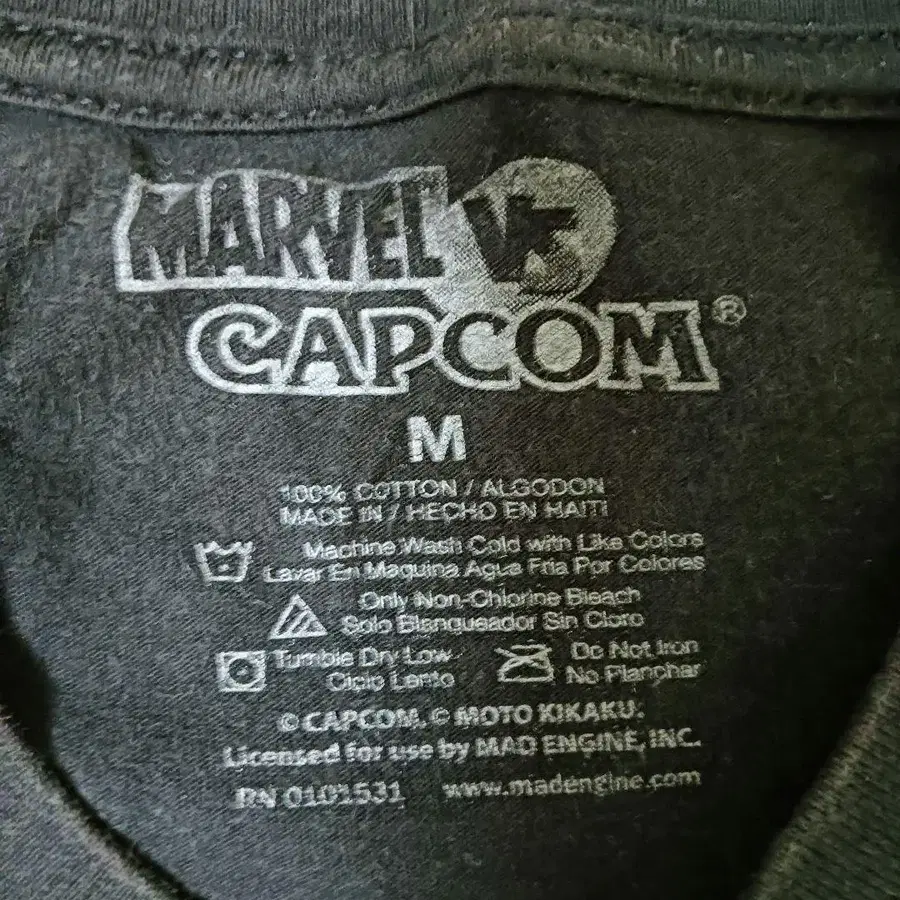 MARVEL VS
CAPCOM®
M
100% COTTON / ALGODON
MADE IN / HECHO EN HAITI
Machine Wash Cold with Like Colors
Lavar En Maquina Agua Fria Por Colores
Only Non-Chlorine Bleach
Solo Blanqueador Sin Cloro
Tumble Dry Low
Ciclo Lento
Do Not Iron
No Planchar
© CAPCOM. © MOTO KIKAKU.
Licensed for use by MAD ENGINE, INC.
RN 0101531 www.madengine.com